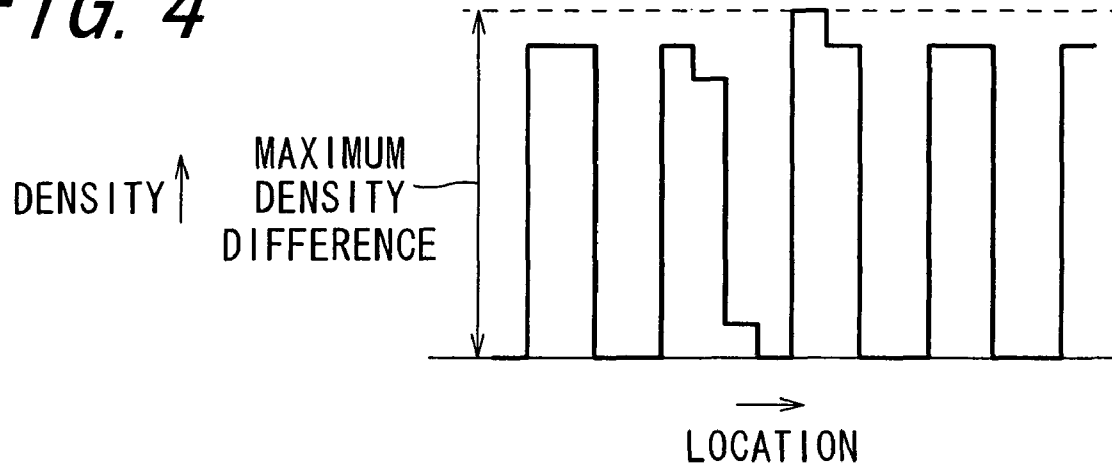 FIG. 4
MAXIMUM
DENSITY
DIFFERENCE
DENSITY
LOCATION